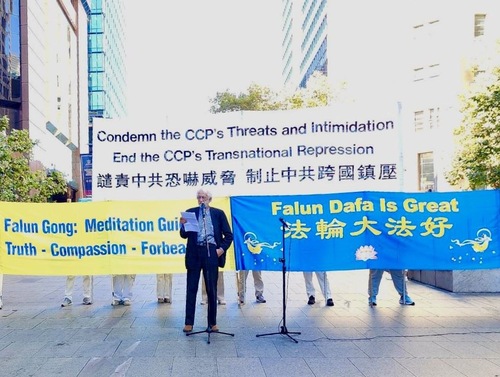 Condemn the CCP's Threats and Intimidation
End the CCP's Transnational Repression
譴責中共恐嚇威脅 制止中共跨國鎮壓
Falun Gong: Meditation
Truth - Compassion -
Falun Dafa Is Great
法輪大法好